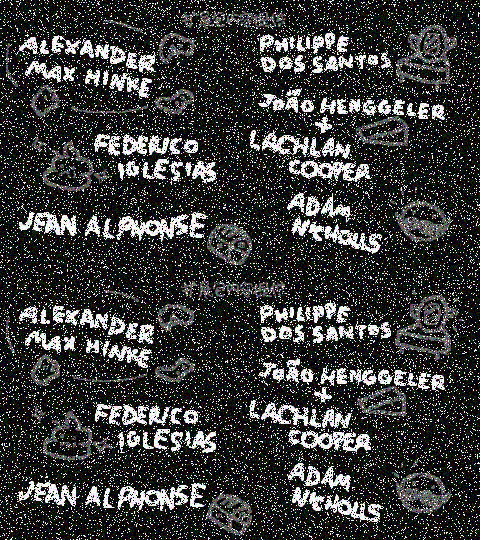 ALEXANDER
MAX HINKE
PHILIPPE
DOS SANTOS
JOÃO HENGGELER
+
LACHLAN
COOPER
FEDERICO
IGLESIAS
JEAN ALPHONSE
ADAM
NICHOLLS
ALEXANDER
MAX HINKE
PHILIPPE
DOS SANTOS
JOÃO HENGGELER
+
LACHLAN
COOPER
FEDERICO
IGLESIAS
JEAN ALPHONSE
ADAM
NICHOLLS